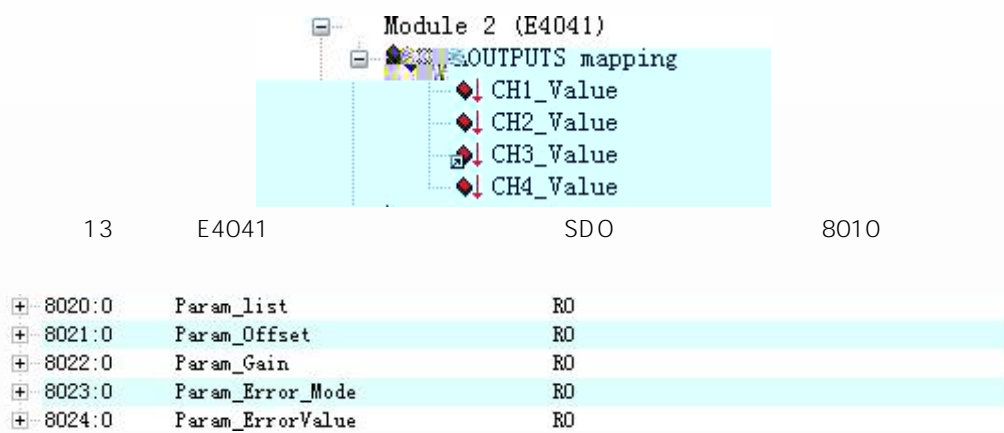 Module 2 (E4041)
OUTPUTS mapping
CH1_Value
CH2_Value
CH3_Value
CH4_Value
13 E4041 SDO 8010
8020:0 Param_list RO
8021:0 Param_Offset RO
8022:0 Param_Gain RO
8023:0 Param_Error_Mode RO
8024:0 Param_ErrorValue RO